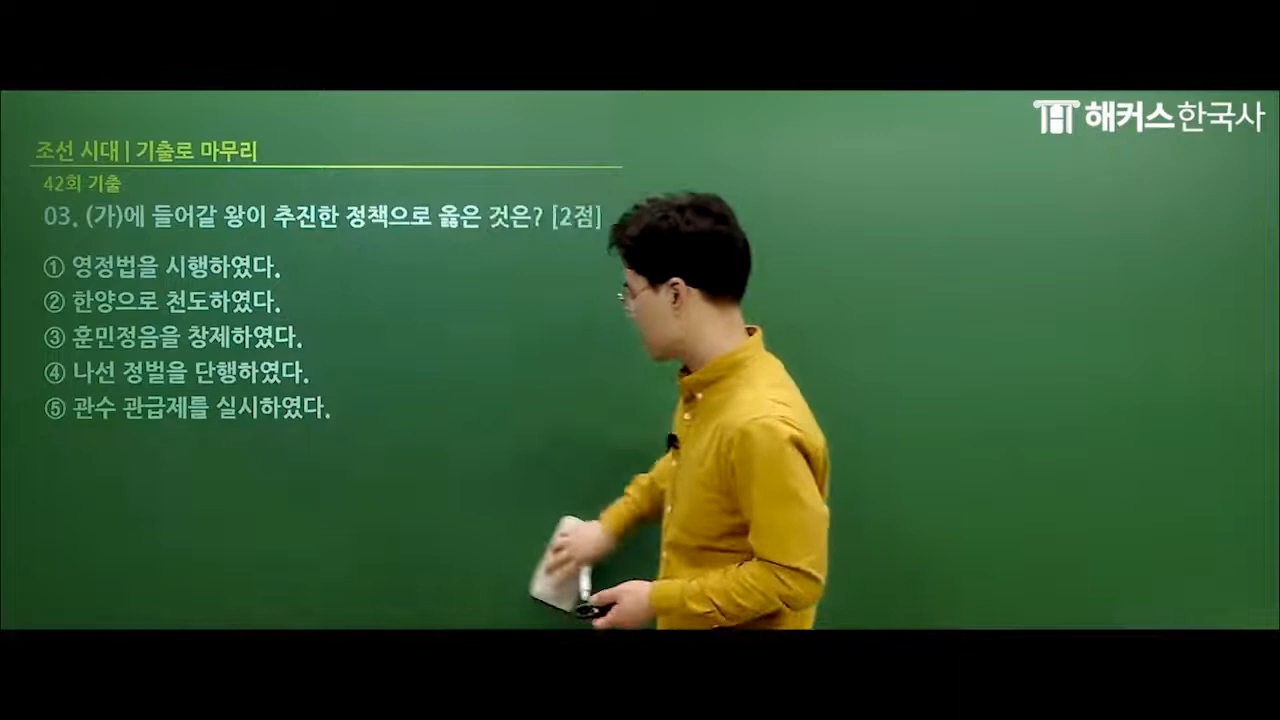 해커스한국사
조선 시대 | 기출로 마무리
42회 기출
03. (가)에 들어갈 왕이 추진한 정책으로 옳은 것은? [2점]
① 영정법을 시행하였다.
② 한양으로 천도하였다.
③ 훈민정음을 창제하였다.
④ 나선 정벌을 단행하였다.
⑤ 관수 관급제를 실시하였다.